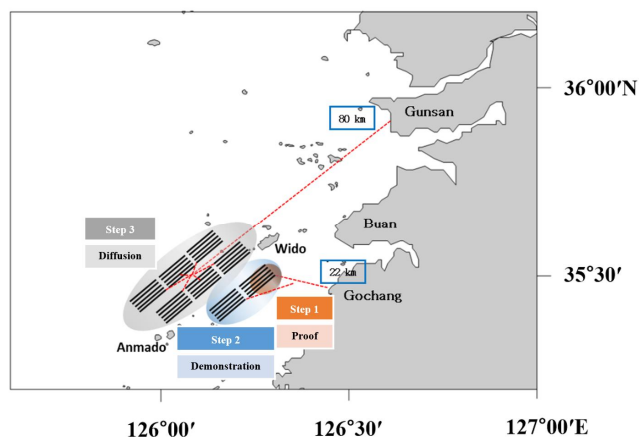 36°00'N
Gunsan
80 km
Buan
Step 3
Diffusion
Wido
22 km
35°30'
Gochang
Step 1
Proof
Step 2
Demonstration
Anmado
126°00'
126°30'
127°00'E